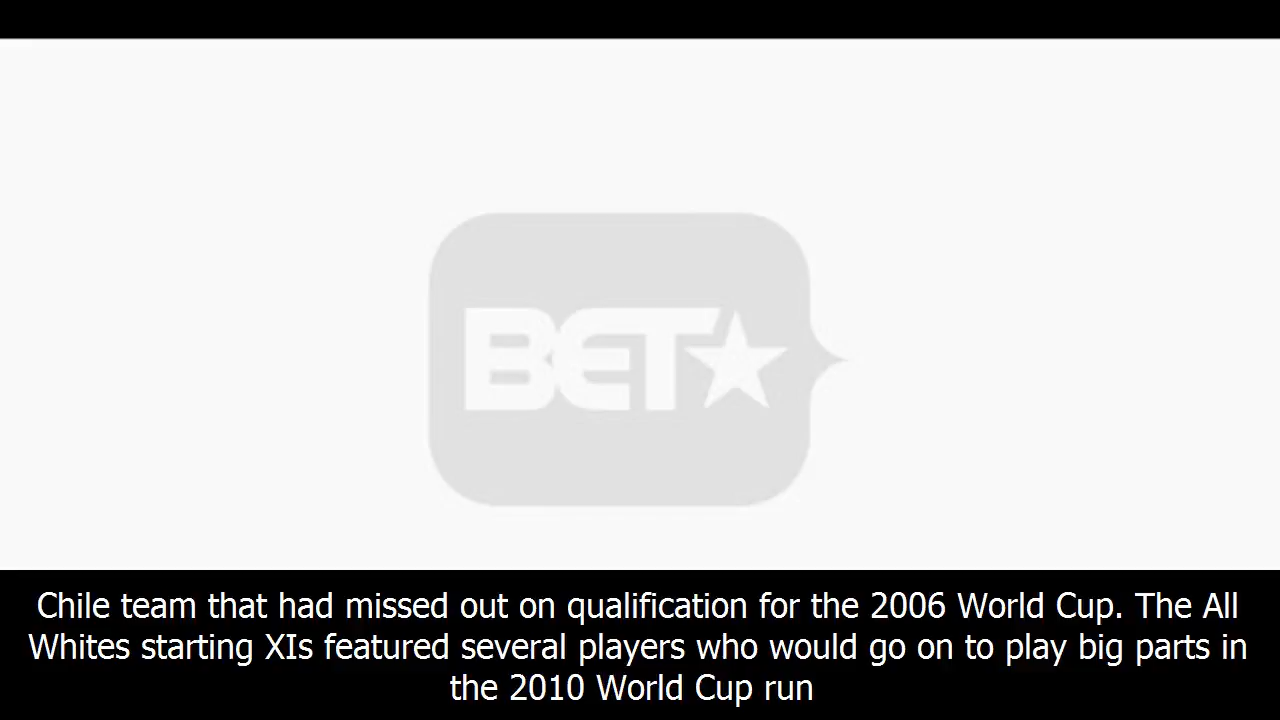 BET
Chile team that had missed out on qualification for the 2006 World Cup. The All
Whites starting XIs featured several players who would go on to play big parts in
the 2010 World Cup run